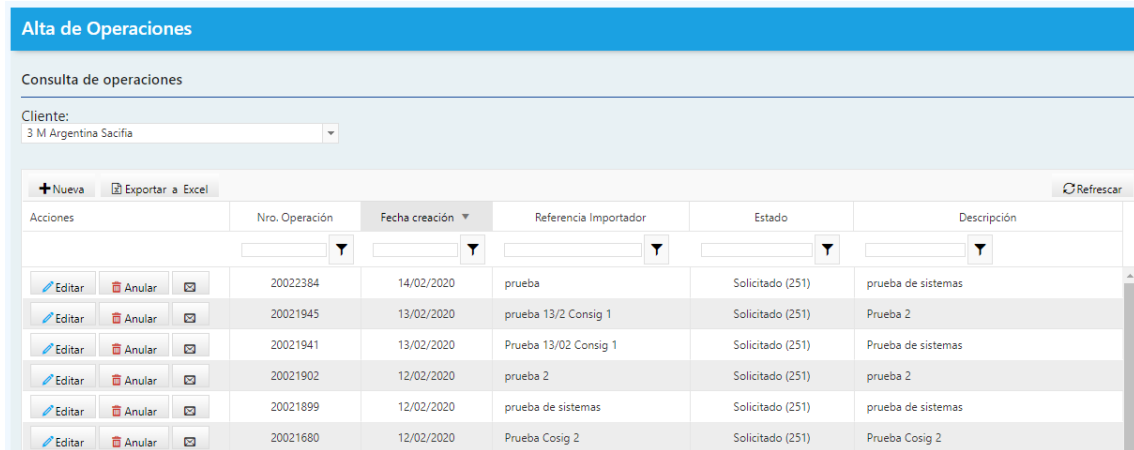 Alta de Operaciones
Consulta de operaciones
Cliente:
3 M Argentina Sacifia
Nueva Exportar a Excel Refrescar
Acciones Nro. Operación Fecha creación Referencia Importador Estado Descripción
Editar Anular 20022384 14/02/2020 prueba Solicitado (251) prueba de sistemas
Editar Anular 20021945 13/02/2020 prueba 13/2 Consig 1 Solicitado (251) Prueba 2
Editar Anular 20021941 13/02/2020 Prueba 13/02 Consig 1 Solicitado (251) Prueba de sistemas
Editar Anular 20021902 12/02/2020 prueba 2 Solicitado (251) prueba 2
Editar Anular 20021899 12/02/2020 prueba de sistemas Solicitado (251) prueba de sistemas
Editar Anular 20021680 12/02/2020 Prueba Cosig 2 Solicitado (251) Prueba Cosig 2